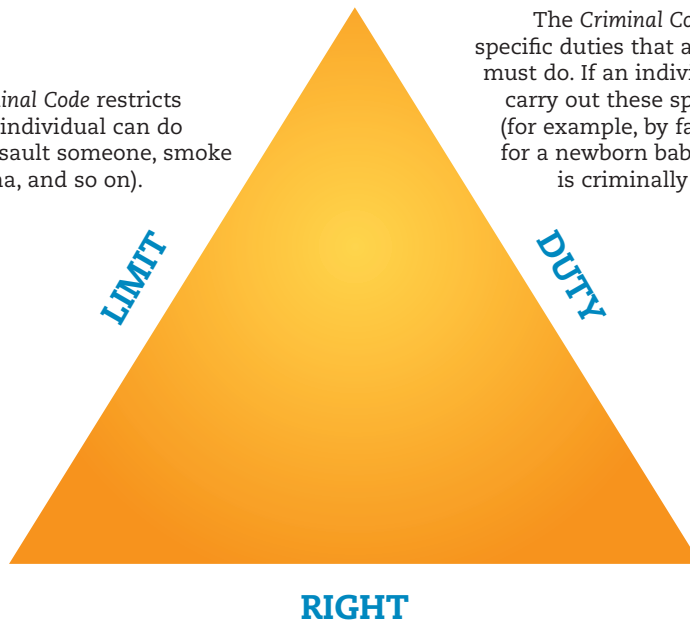 inal Code restricts
individual can do
sault someone, smoke
na, and so on).
The Criminal Co
specific duties that a
must do. If an indivi
carry out these sp
(for example, by fa
for a newborn bab
is criminally
LIMIT
DUTY
RIGHT